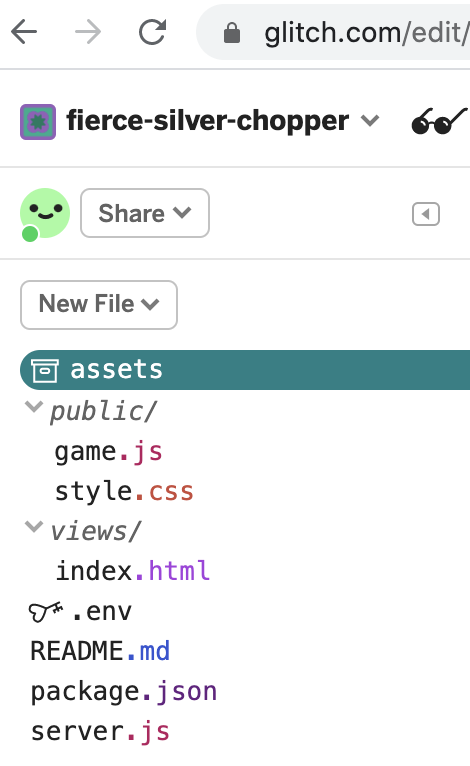 glitch.com/edit/
fierce-silver-chopper
Share
New File
assets
public/
game.js
style.css
views/
index.html
.env
README.md
package.json
server.js